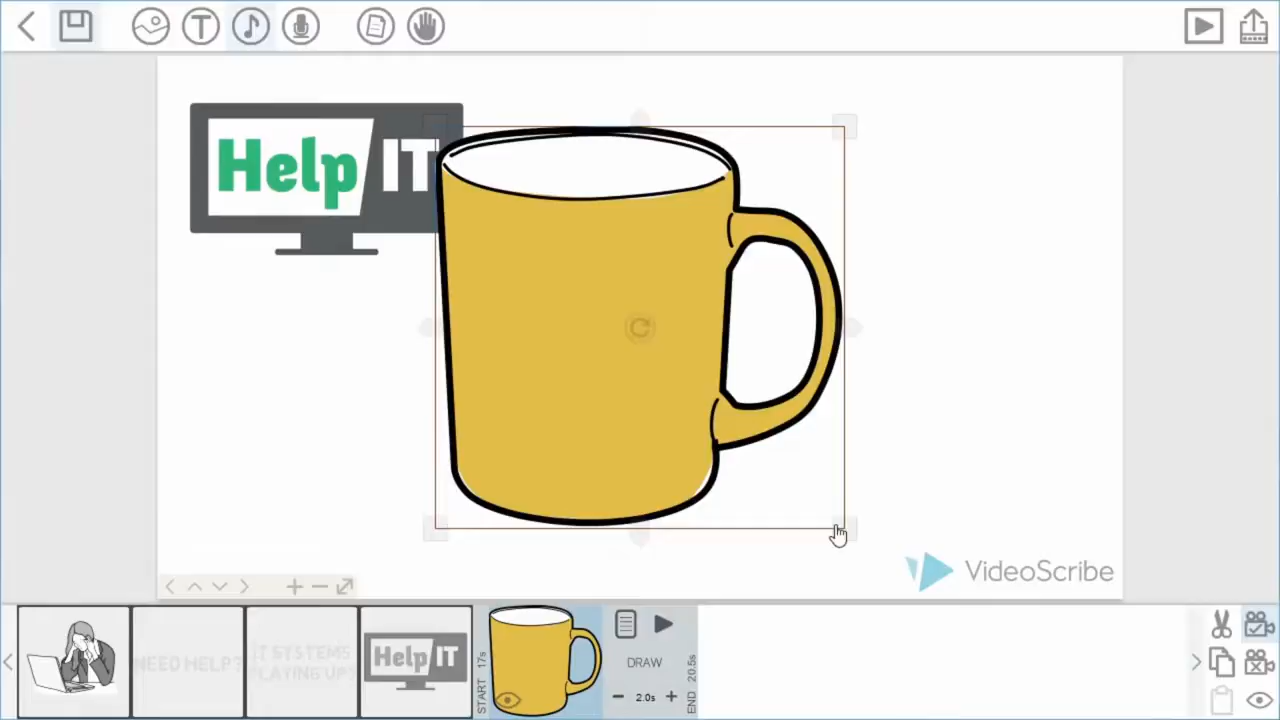 T
Help IT
VideoScribe
NEED HELP?
IT SYSTEMS
PLAYING UP?
Help IT
START 17s
DRAW
2.0s
END 20.5s